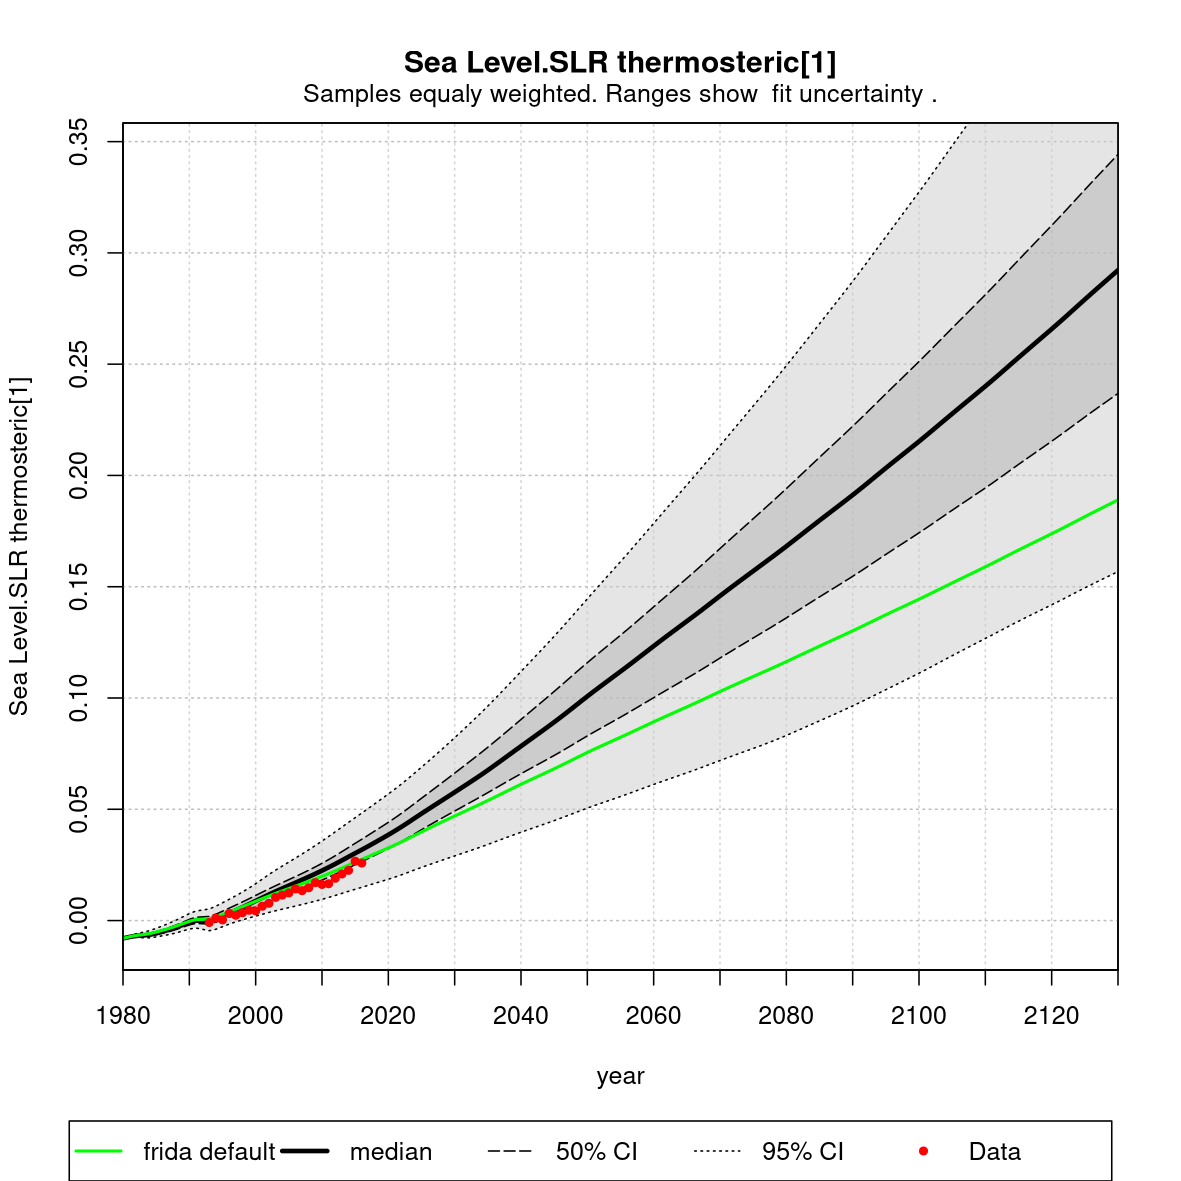 Sea Level.SLR thermosteric[1]
Samples equaly weighted. Ranges show  fit uncertainty .
Sea Level.SLR thermosteric[1]
0.35
0.30
0.25
0.20
0.15
0.10
0.05
0.00
1980 2000 2020 2040 2060 2080 2100 2120
year
frida default median 50% CI 95% CI Data